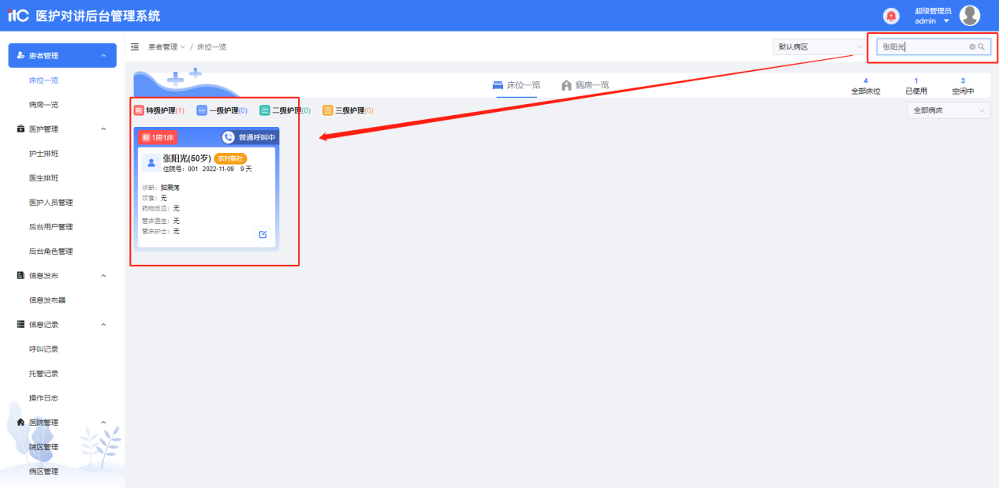 itC 医护对讲后台管理系统
超级管理员
admin
患者管理
床位一览
病房一览
医护管理
护士排班
医生排班
医护人员管理
后台用户管理
后台角色管理
信息发布
信息发布器
信息记录
呼叫记录
托管记录
操作日志
医院管理
院区管理
病区管理
患者管理 / 床位一览
默认病区
张阳光
床位一览 病房一览
4 1 3
全部床位 已使用 空闲中
特 特级护理(1) 一级护理(0) 二级护理(0) 三级护理(0)
全部病床
特 1房1床 普通呼叫中
张阳光(50岁) 农村新社
住院号: 001 2022-11-09 9 天
诊断: 脑震荡
饮食: 无
药物反应: 无
管床医生: 无
管床护士: 无